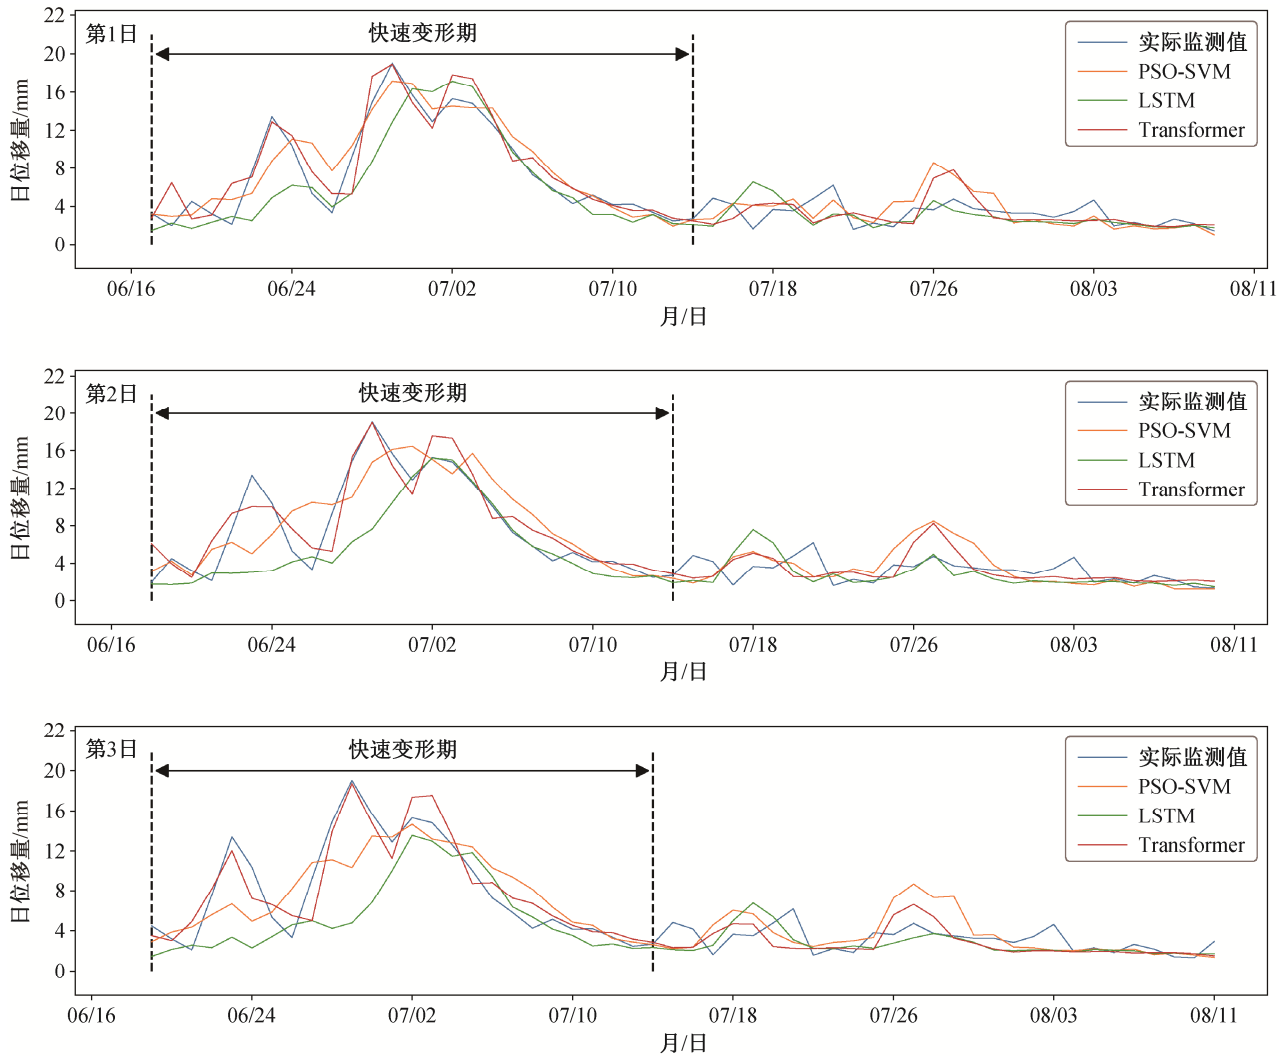 第1日
快速变形期
日位移量/mm
22
20
16
12
8
4
0
实际监测值
PSO-SVM
LSTM
Transformer
06/16
06/24
07/02
07/10
07/18
07/26
08/03
08/11
月/日
第2日
快速变形期
日位移量/mm
22
20
16
12
8
4
0
实际监测值
PSO-SVM
LSTM
Transformer
06/16
06/24
07/02
07/10
07/18
07/26
08/03
08/11
月/日
第3日
快速变形期
日位移量/mm
22
20
16
12
8
4
0
实际监测值
PSO-SVM
LSTM
Transformer
06/16
06/24
07/02
07/10
07/18
07/26
08/03
08/11
月/日